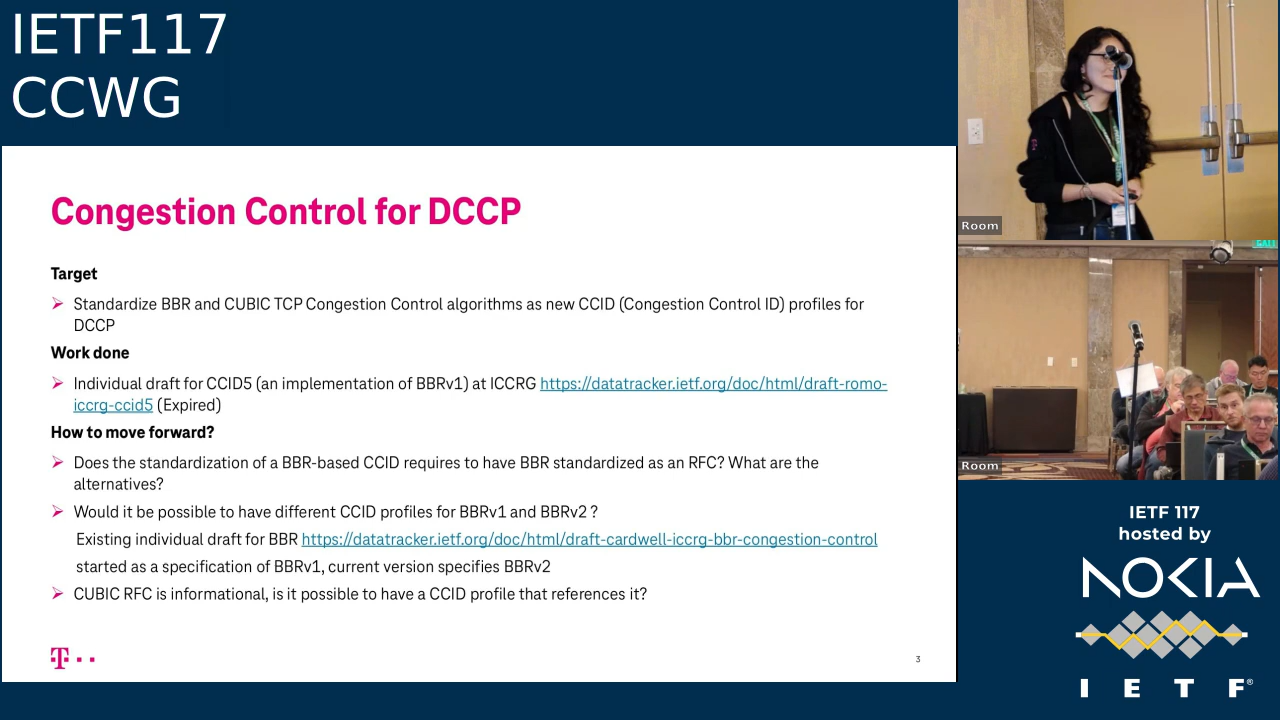 IETF117
CCWG
Congestion Control for DCCP
Target
Standardize BBR and CUBIC TCP Congestion Control algorithms as new CCID (Congestion Control ID) profiles for
DCCP
Work done
Individual draft for CCID5 (an implementation of BBRv1) at ICCRG https://datatracker.ietf.org/doc/html/draft-romo-
iccrg-ccid5 (Expired)
How to move forward?
Does the standardization of a BBR-based CCID requires to have BBR standardized as an RFC? What are the
alternatives?
Would it be possible to have different CCID profiles for BBRv1 and BBRv2 ?
Existing individual draft for BBR https://datatracker.ietf.org/doc/html/draft-cardwell-iccrg-bbr-congestion-control
started as a specification of BBRv1, current version specifies BBRv2
CUBIC RFC is informational, is it possible to have a CCID profile that references it?
T
3
Room
Room
IETF 117
hosted by
NOKIA
I E T F®